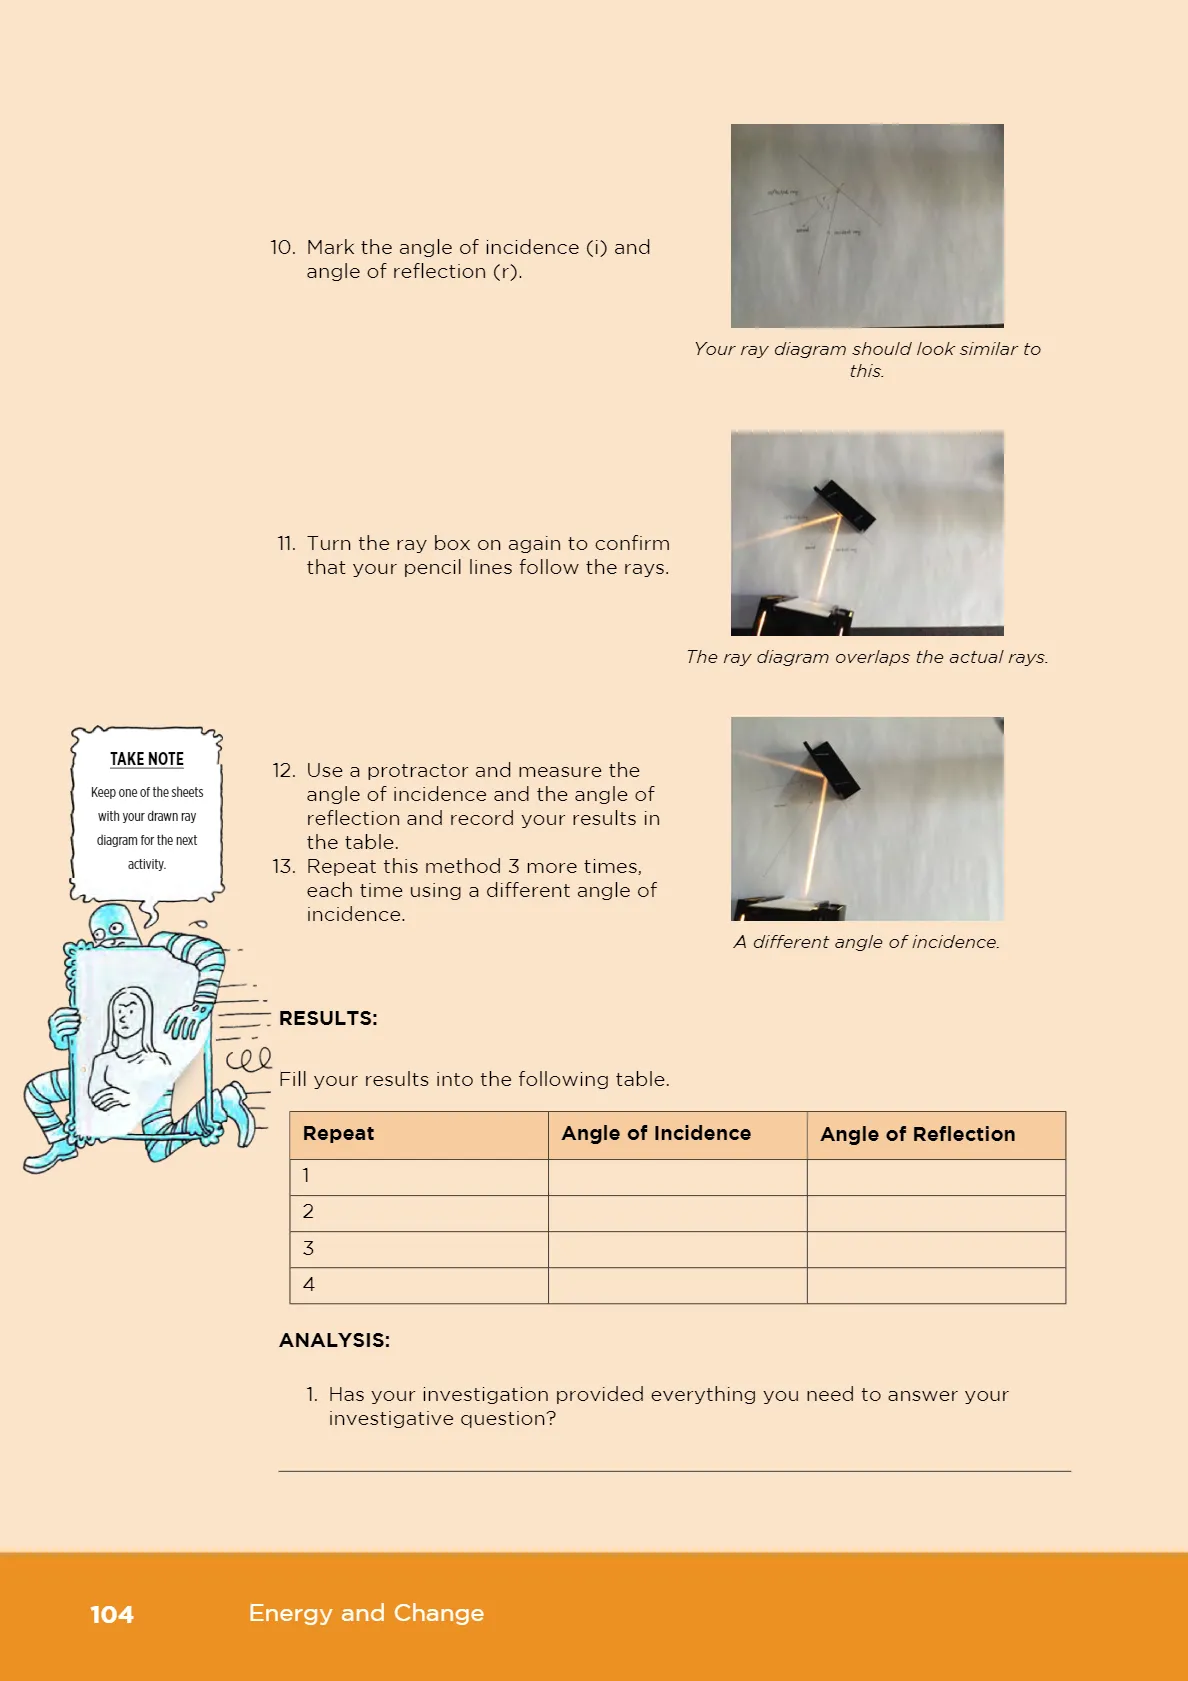 10. Mark the angle of incidence (i) and
angle of reflection (r).
Your ray diagram should look similar to
this.
11. Turn the ray box on again to confirm
that your pencil lines follow the rays.
The ray diagram overlaps the actual rays.
TAKE NOTE
Keep one of the sheets
with your drawn ray
diagram for the next
activity.
12. Use a protractor and measure the
angle of incidence and the angle of
reflection and record your results in
the table.
13. Repeat this method 3 more times,
each time using a different angle of
incidence.
A different angle of incidence.
RESULTS:
Fill your results into the following table.
Repeat Angle of Incidence Angle of Reflection
1
2
3
4
ANALYSIS:
1. Has your investigation provided everything you need to answer your
investigative question?
104 Energy and Change